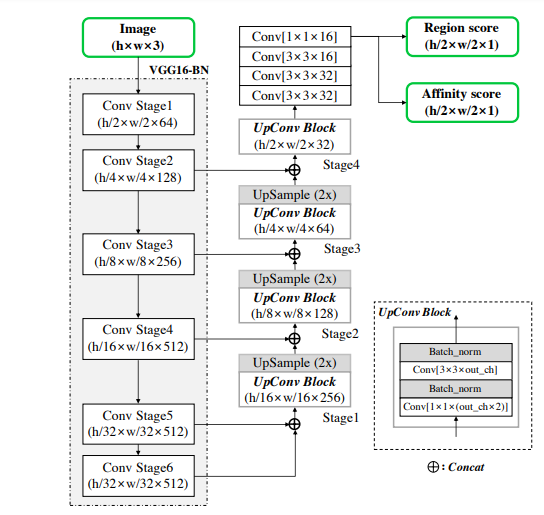 Image
(h×w×3)
VGG16-BN
Conv Stage1
(h/2×w/2×64)
Conv Stage2
(h/4×w/4×128)
Conv Stage3
(h/8×w/8×256)
Conv Stage4
(h/16×w/16×512)
Conv Stage5
(h/32×w/32×512)
Conv Stage6
(h/32×w/32×512)
Conv[1×1×16]
Conv[3×3×16]
Conv[3×3×32]
Conv[3×3×32]
UpConv Block
(h/2×w/2×32)
Stage4
UpSample (2x)
UpConv Block
(h/4×w/4×64)
Stage3
UpSample (2x)
UpConv Block
(h/8×w/8×128)
Stage2
UpSample (2x)
UpConv Block
(h/16×w/16×256)
Stage1
Region score
(h/2×w/2×1)
Affinity score
(h/2×w/2×1)
UpConv Block
Batch_norm
Conv[3×3×out_ch]
Batch_norm
Conv[1×1×(out_ch×2)]
⊕: Concat